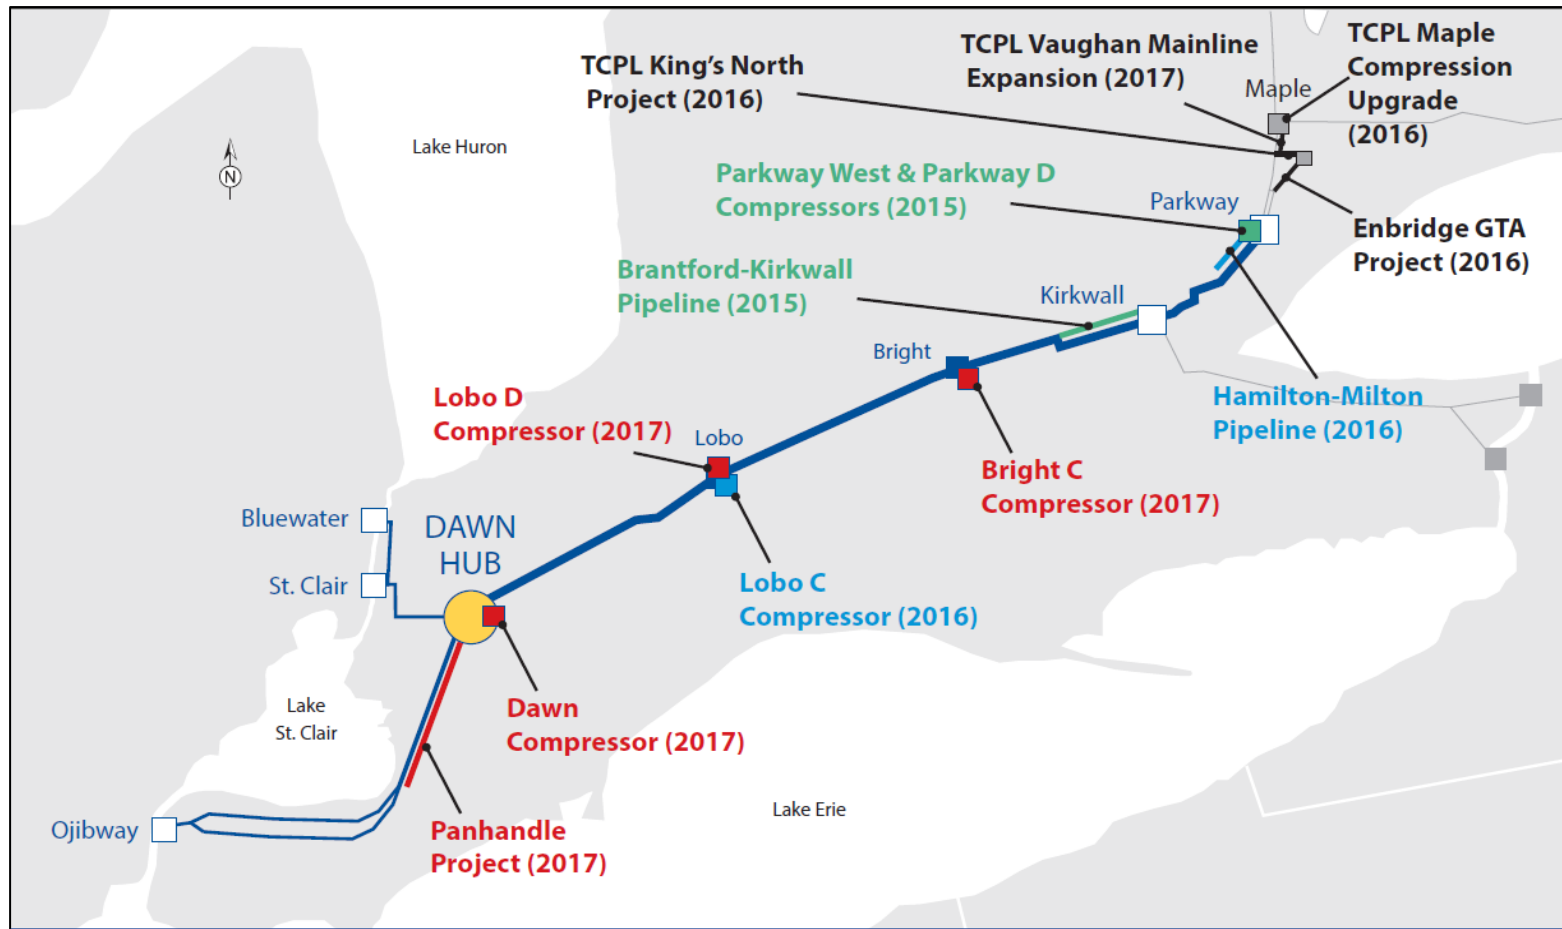 TCPL King's North
Project (2016)
TCPL Vaughan Mainline
Expansion (2017)
TCPL Maple
Compression
Upgrade
(2016)
Maple
Lake Huron
N
Parkway West & Parkway D
Compressors (2015)
Parkway
Enbridge GTA
Project (2016)
Brantford-Kirkwall
Pipeline (2015)
Kirkwall
Bright
Hamilton-Milton
Pipeline (2016)
Lobo D
Compressor (2017)
Lobo
Bright C
Compressor (2017)
Bluewater
DAWN
HUB
St. Clair
Lobo C
Compressor (2016)
Lake
St. Clair
Dawn
Compressor (2017)
Lake Erie
Ojibway
Panhandle
Project (2017)